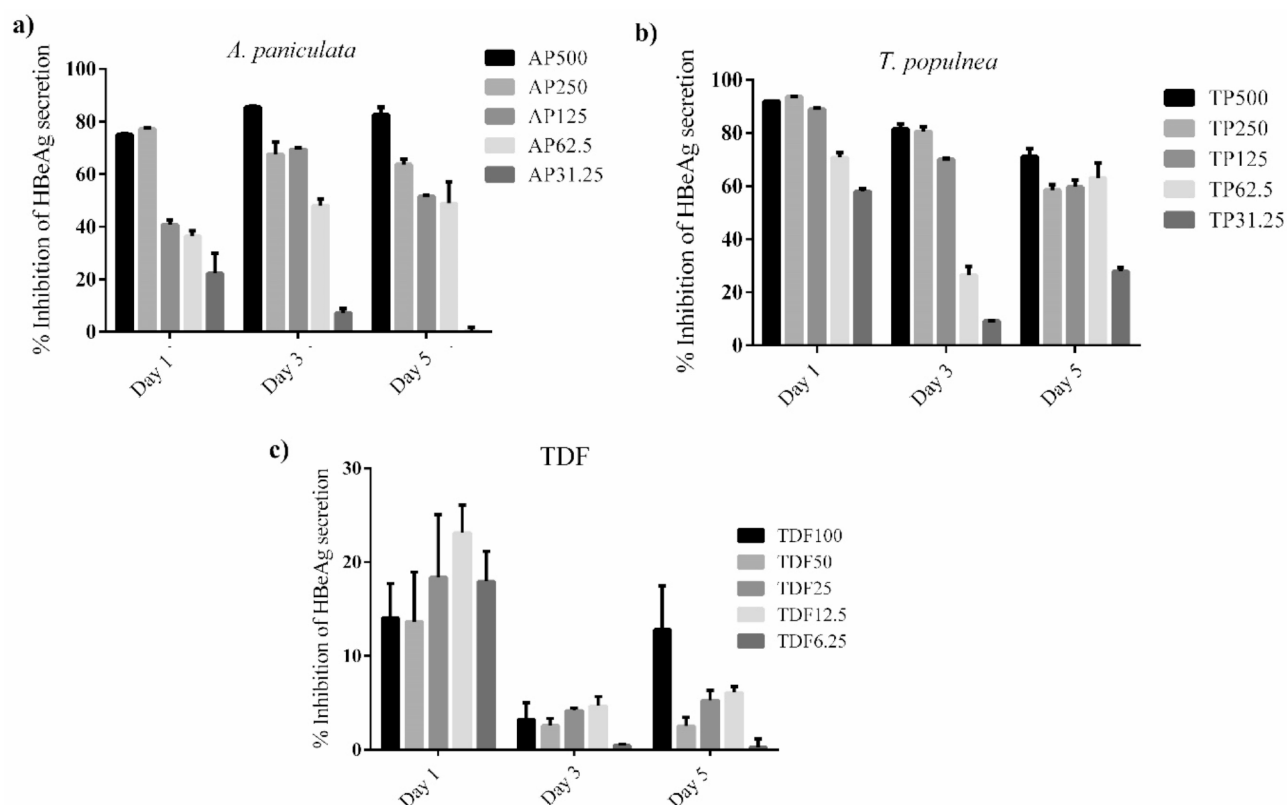 a)
A. paniculata
% Inhibition of HBeAg secretion
100
80
60
40
20
0
Day 1
Day 3
Day 5
AP500
AP250
AP125
AP62.5
AP31.25
b)
T. populnea
% Inhibition of HBeAg secretion
100
80
60
40
20
0
Day 1
Day 3
Day 5
TP500
TP250
TP125
TP62.5
TP31.25
c)
TDF
% Inhibition of HBeAg secretion
30
20
10
0
Day 1
Day 3
Day 5
TDF100
TDF50
TDF25
TDF12.5
TDF6.25